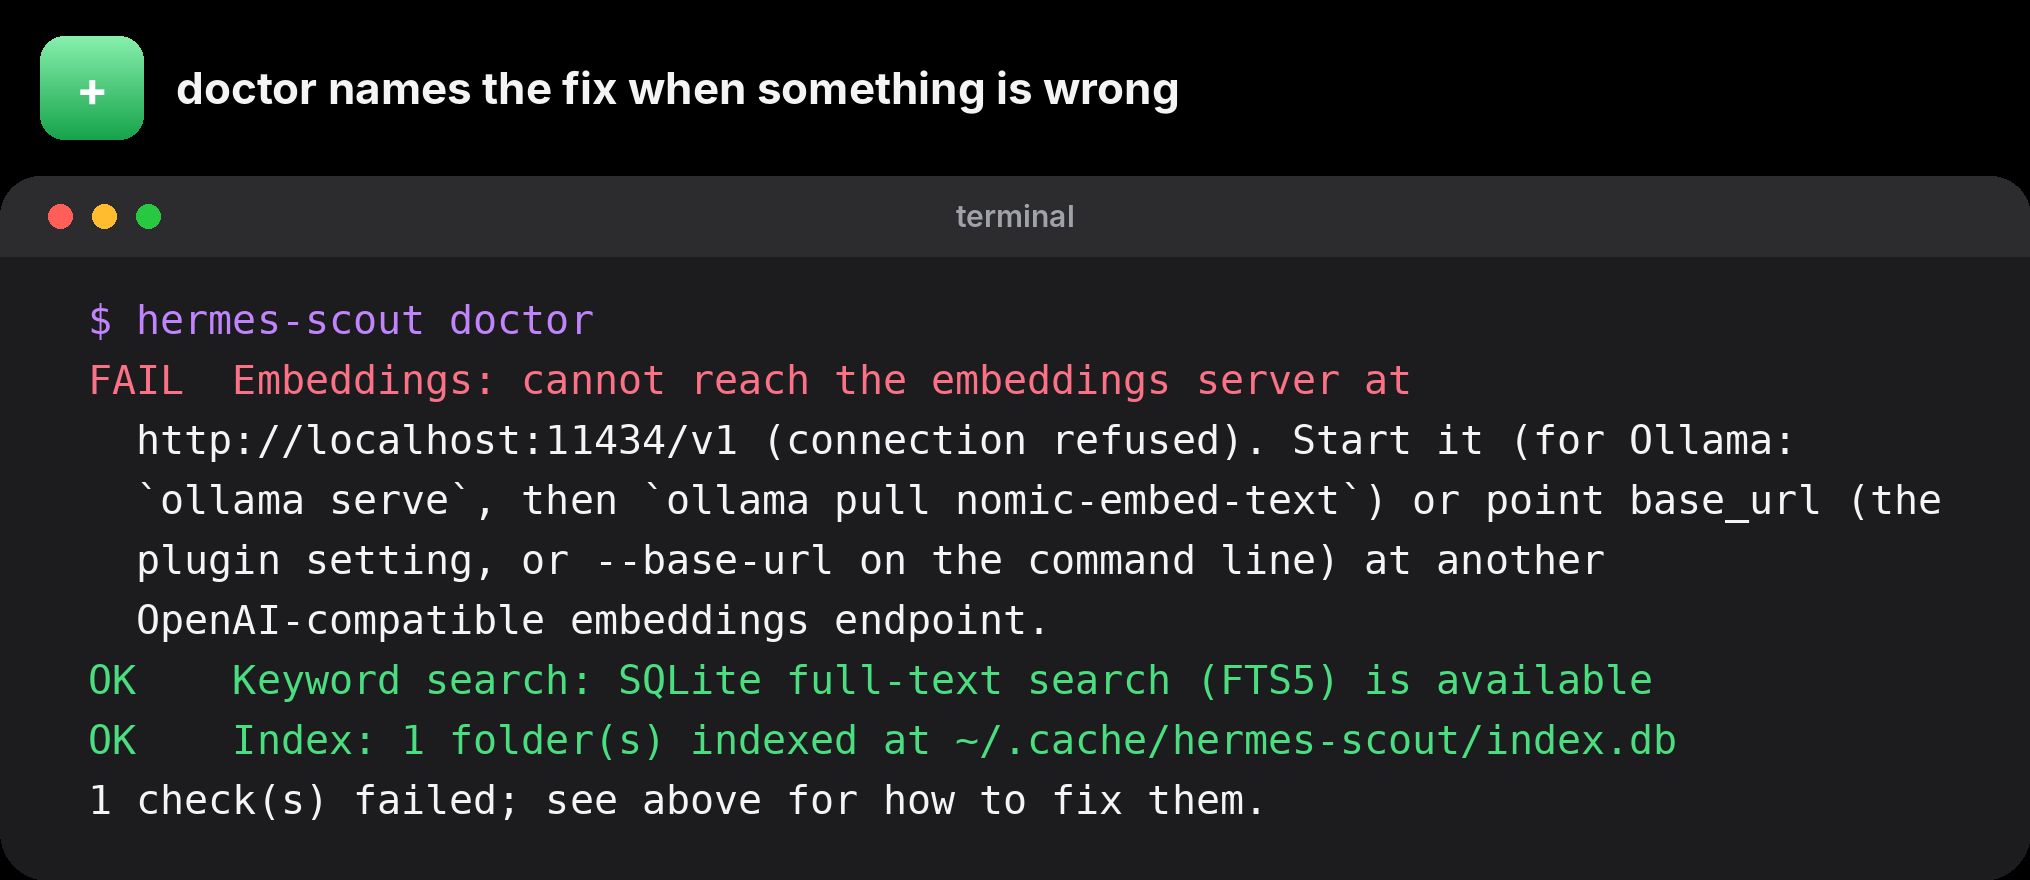 +
doctor names the fix when something is wrong
terminal
$ hermes-scout doctor
FAIL  Embeddings: cannot reach the embeddings server at
  http://localhost:11434/v1 (connection refused). Start it (for Ollama:
  `ollama serve`, then `ollama pull nomic-embed-text`) or point base_url (the
  plugin setting, or --base-url on the command line) at another
  OpenAI-compatible embeddings endpoint.
OK    Keyword search: SQLite full-text search (FTS5) is available
OK    Index: 1 folder(s) indexed at ~/.cache/hermes-scout/index.db
1 check(s) failed; see above for how to fix them.